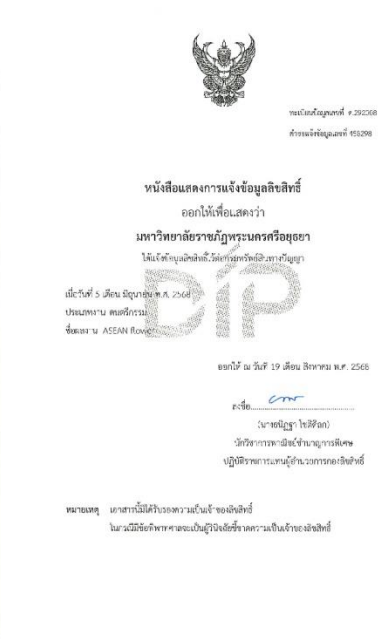 ทะเบียนข้อมูลเลขที่
คำขอแจ้งข้อมูลเลขที่ 458298
หนังสือแสดงการแจ้งข้อมูลลิขสิทธิ์
ออกให้เพื่อแสดงว่า
มหาวิทยาลัยราชภัฏพระนครศรีอยุธยา
ได้แจ้งข้อมูลลิขสิทธิ์ไว้ต่อกรมทรัพย์สินทางปัญญา
DIP
เมื่อวันที่ 5 เดือน มิถุนายน พ.ศ. 2568
ประเภทงาน ดนตรีกรรม
ชื่อผลงาน ASEAN flower
ออกให้ ณ วันที่ 19 เดือน สิงหาคม พ.ศ. 2568
ลงชื่อ
นักวิชาการพาณิชย์ชำนาญการพิเศษ
ปฏิบัติราชการแทนผู้อำนวยการกองลิขสิทธิ์
หมายเหตุ เอกสารนี้มิได้รับรองความเป็นเจ้าของลิขสิทธิ์
ในกรณีมีข้อพิพาทศาลจะเป็นผู้วินิจฉัยชี้ขาดความเป็นเจ้าของลิขสิทธิ์